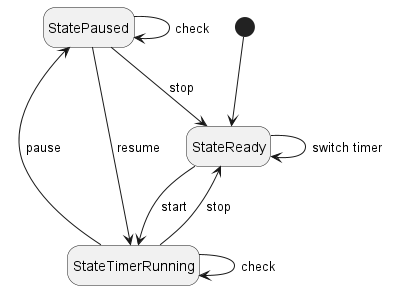 StatePaused
check
stop
StateReady
pause
resume
switch timer
start
stop
StateTimerRunning
check